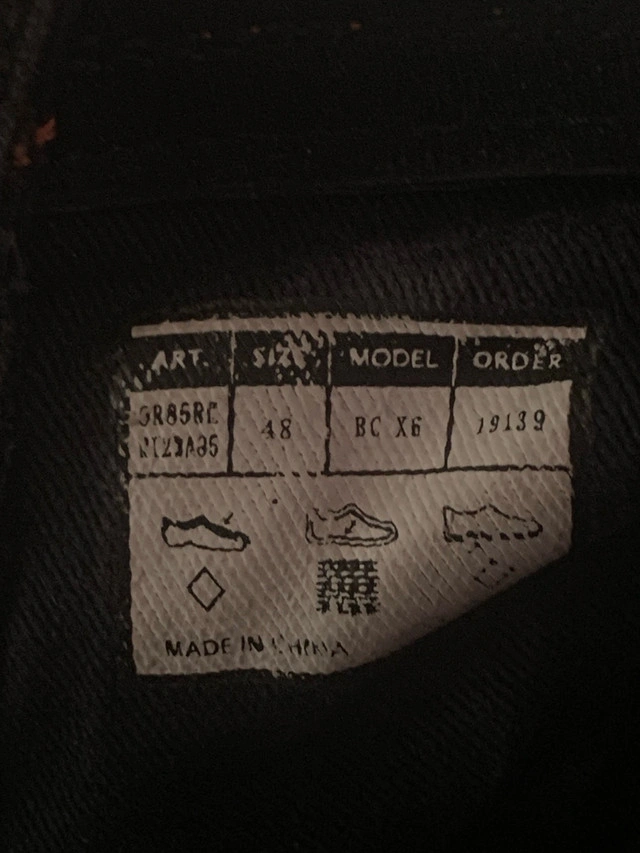 ART. SIZE MODEL ORDER
48 BC X6 19139
MADE IN CHINA